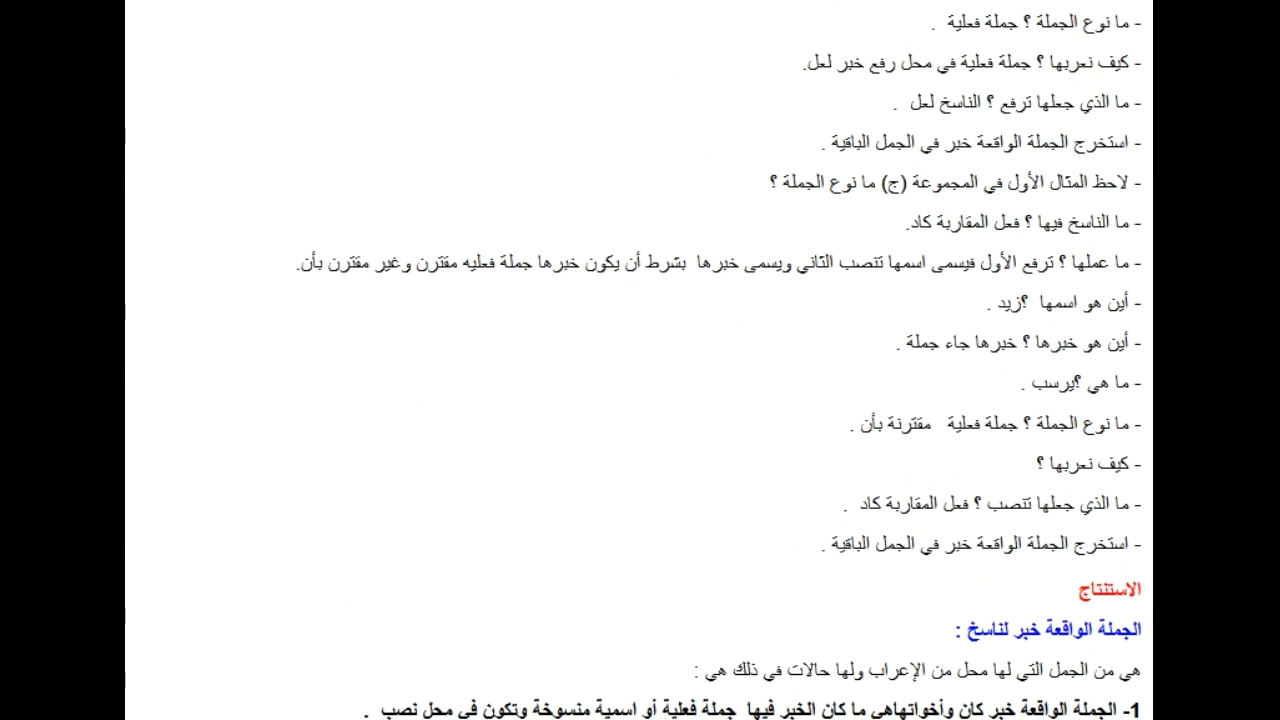 - ما نوع الجملة ؟ جملة فعلية .
- كيف نعربها ؟ جملة فعلية في محل رفع خبر لعل.
- ما الذي جعلها ترفع ؟ الناسخ لعل .
- استخرج الجملة الواقعة خبر في الجمل الباقية .
- لاحظ المثال الأول في المجموعة (ج) ما نوع الجملة ؟
- ما الناسخ فيها ؟ فعل المقاربة كاد.
- ما عملها ؟ ترفع الأول فيسمى اسمها تنصب الثاني ويسمى خبرها بشرط أن يكون خبرها جملة فعليه مقترن وغير مقترن بأن.
- أين هو اسمها ؟زيد .
- أين هو خبرها ؟ خبرها جاء جملة .
- ما هي ؟يرسب .
- ما نوع الجملة ؟ جملة فعلية مقترنة بأن .
- كيف نعربها ؟
- ما الذي جعلها تنصب ؟ فعل المقاربة كاد .
- استخرج الجملة الواقعة خبر في الجمل الباقية .
الاستنتاج
الجملة الواقعة خبر لناسخ :
هي من الجمل التي لها محل من الإعراب ولها حالات في ذلك هي :
1- الجملة الواقعة خبر كان وأخواتهاهي ما كان الخبر فيها جملة فعلية أو اسمية منسوخة وتكون في محل نصب .